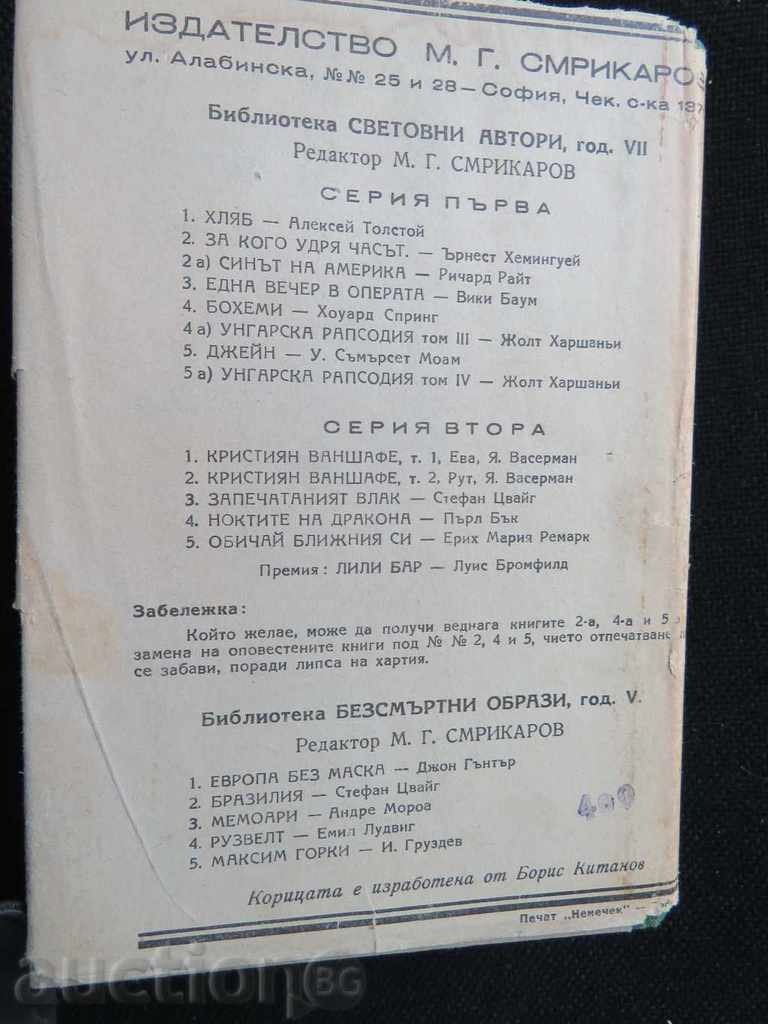 ИЗДАТЕЛСТВО М. Г. СМРИКАРОВ
ул. Алабинска, №№ 25 и 28 — София, Чек. с-ка
Библиотека СВЕТОВНИ АВТОРИ, год. VII
Редактор М. Г. СМРИКАРОВ
СЕРИЯ ПЪРВА
1. ХЛЯБ — Алексей Толстой
2. ЗА КОГО УДРЯ ЧАСЪТ. — Ърнест Хемингуей
2 а) СИНЪТ НА АМЕРИКА — Ричард Райт
3. ЕДНА ВЕЧЕР В ОПЕРАТА — Вики Баум
4. БОХЕМИ — Хоуард Спринг
4 а) УНГАРСКА РАПСОДИЯ том III — Жолт Харшаньи
5. ДЖЕЙН — У. Съмърсет Моам
5 а) УНГАРСКА РАПСОДИЯ том IV — Жолт Харшаньи
СЕРИЯ ВТОРА
1. КРИСТИЯН ВАНШАФЕ, т. 1, Ева, Я. Васерман
2. КРИСТИЯН ВАНШАФЕ, т. 2, Рут, Я. Васерман
3. ЗАПЕЧАТАНИЯТ ВЛАК — Стефан Цвайг
4. НОКТИТЕ НА ДРАКОНА — Пърл Бък
5. ОБИЧАЙ БЛИЖНИЯ СИ — Ерих Мария Ремарк
Премия: ЛИЛИ БАР — Луис Бромфилд
Забележка:
Който желае, може да получи веднага книгите 2-а, 4-а и 5
замена на оповестените книги под № № 2, 4 и 5, чието отпечатване
се забави, поради липса на хартия.
Библиотека БЕЗСМЪРТНИ ОБРАЗИ, год. V.
Редактор М. Г. СМРИКАРОВ
1. ЕВРОПА БЕЗ МАСКА — Джон Гънтър
2. БРАЗИЛИЯ — Стефан Цвайг
3. МЕМОАРИ — Андре Мороа
4. РУЗВЕЛТ — Емил Лудвиг
5. МАКСИМ ГОРКИ — И. Груздев
Корицата е изработена от Борис Китанов
Печат „Немечек" —
auction BG